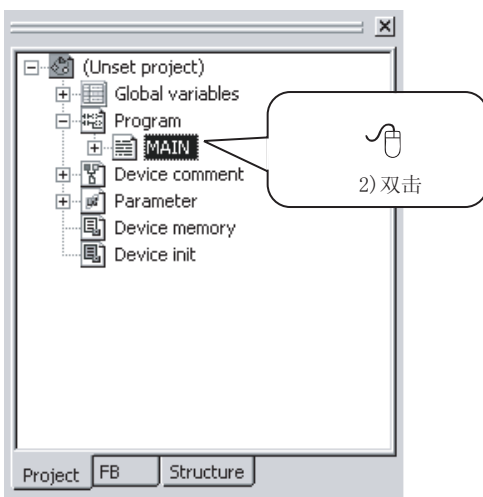 (Unset project)
Global variables
Program
MAIN
2)双击
Device comment
Parameter
Device memory
Device init
Project FB Structure